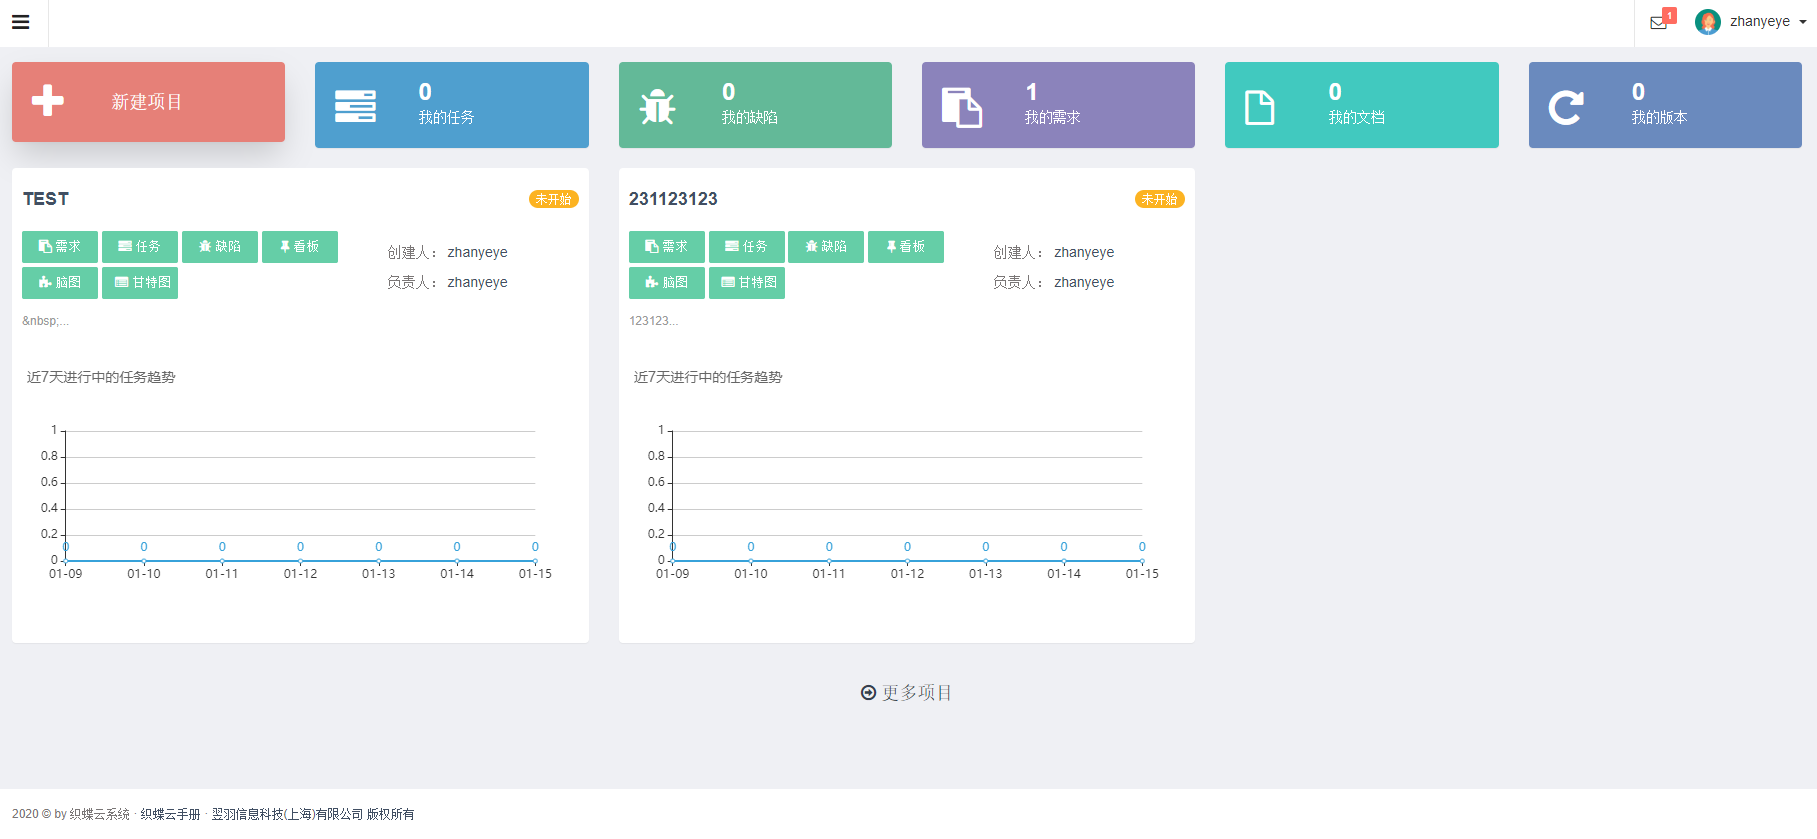 1
zhanyeye
新建项目
0
我的任务
0
我的缺陷
1
我的需求
0
我的文档
0
我的版本
TEST
未开始
需求 任务 缺陷 看板
脑图 甘特图
创建人： zhanyeye
负责人： zhanyeye
&nbsp;...
近7天进行中的任务趋势
1
0.8
0.6
0.4
0.2
0
0 0 0 0 0 0 0
01-09 01-10 01-11 01-12 01-13 01-14 01-15
231123123
未开始
需求 任务 缺陷 看板
脑图 甘特图
创建人： zhanyeye
负责人： zhanyeye
123123...
近7天进行中的任务趋势
1
0.8
0.6
0.4
0.2
0
0 0 0 0 0 0 0
01-09 01-10 01-11 01-12 01-13 01-14 01-15
更多项目
2020 © by 织蝶云系统 · 织蝶云手册 · 翌羽信息科技(上海)有限公司 版权所有